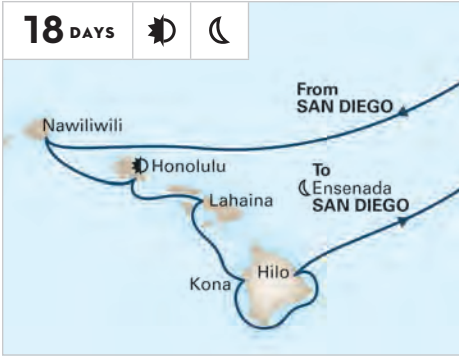 18 DAYS
From
SAN DIEGO
Nawiliwili
Honolulu
To
Ensenada
SAN DIEGO
Lahaina
Hilo
Kona